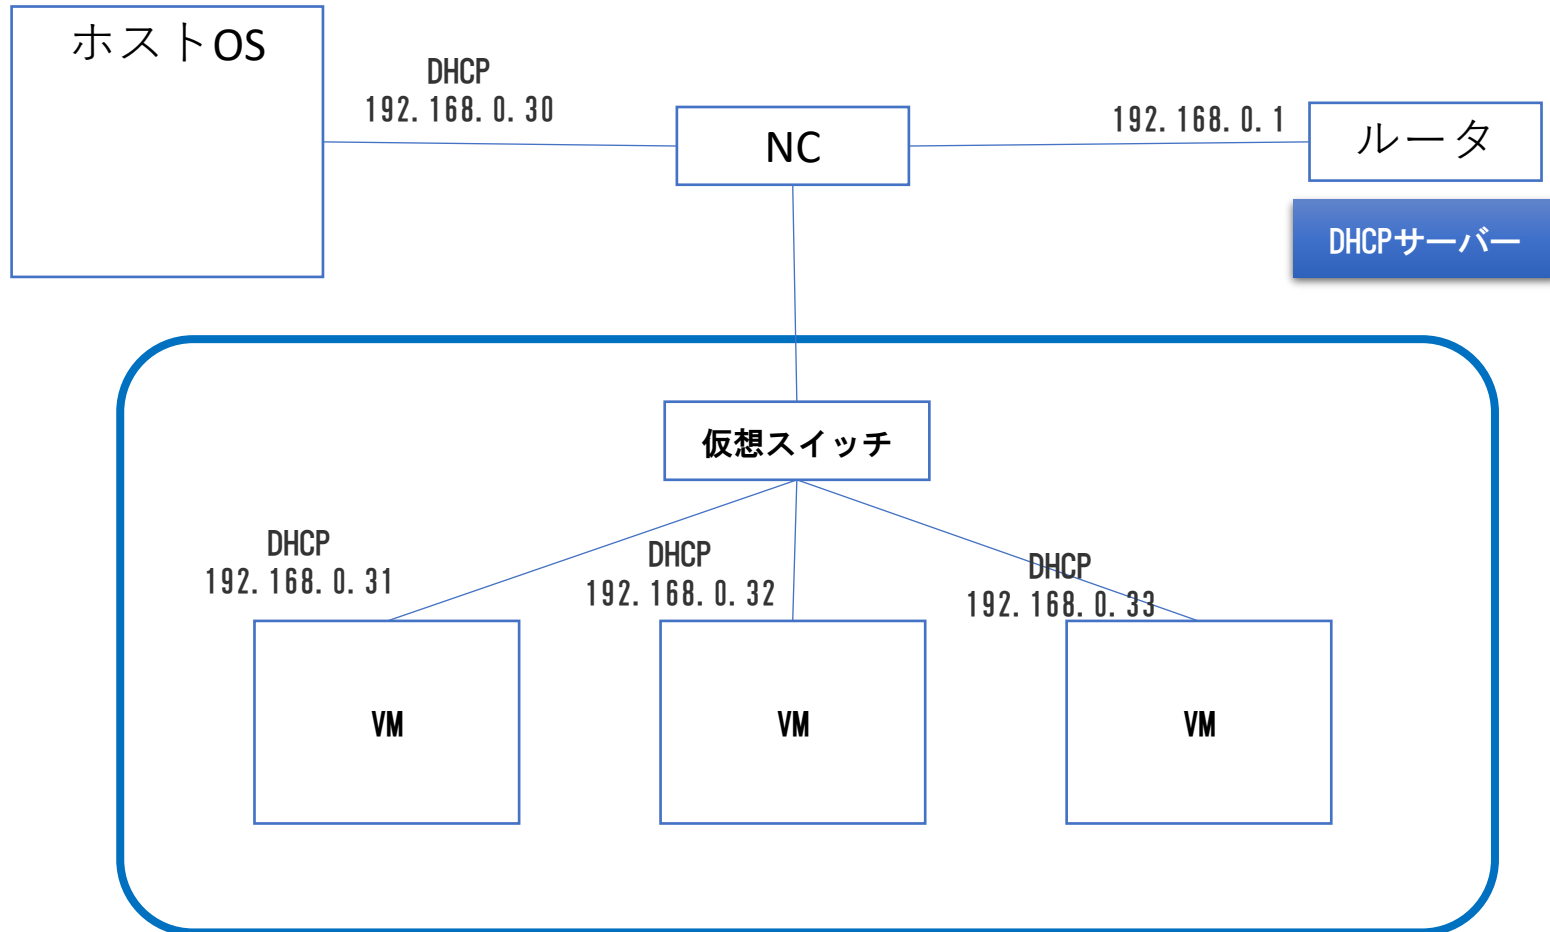 ホストOS
DHCP
192.168.0.30
NC
192.168.0.1
ルータ
DHCPサーバー
仮想スイッチ
DHCP
192.168.0.31
DHCP
192.168.0.32
DHCP
192.168.0.33
VM
VM
VM